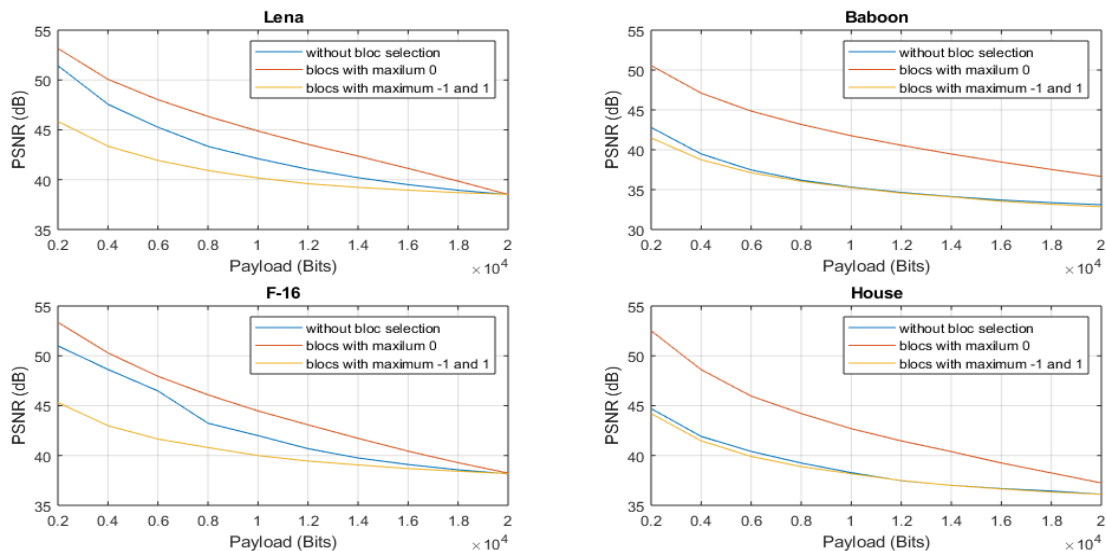 Lena
55
50
45
40
35
PSNR (dB)
without bloc selection
blocs with maxilum 0
blocs with maximum -1 and 1
0.2 0.4 0.6 0.8 1 1.2 1.4 1.6 1.8 2
Payload (Bits)
× 10^4
Baboon
55
50
45
40
35
30
PSNR (dB)
without bloc selection
blocs with maxilum 0
blocs with maximum -1 and 1
0.2 0.4 0.6 0.8 1 1.2 1.4 1.6 1.8 2
Payload (Bits)
× 10^4
F-16
55
50
45
40
35
PSNR (dB)
without bloc selection
blocs with maxilum 0
blocs with maximum -1 and 1
0.2 0.4 0.6 0.8 1 1.2 1.4 1.6 1.8 2
Payload (Bits)
× 10^4
House
55
50
45
40
35
PSNR (dB)
without bloc selection
blocs with maxilum 0
blocs with maximum -1 and 1
0.2 0.4 0.6 0.8 1 1.2 1.4 1.6 1.8 2
Payload (Bits)
× 10^4